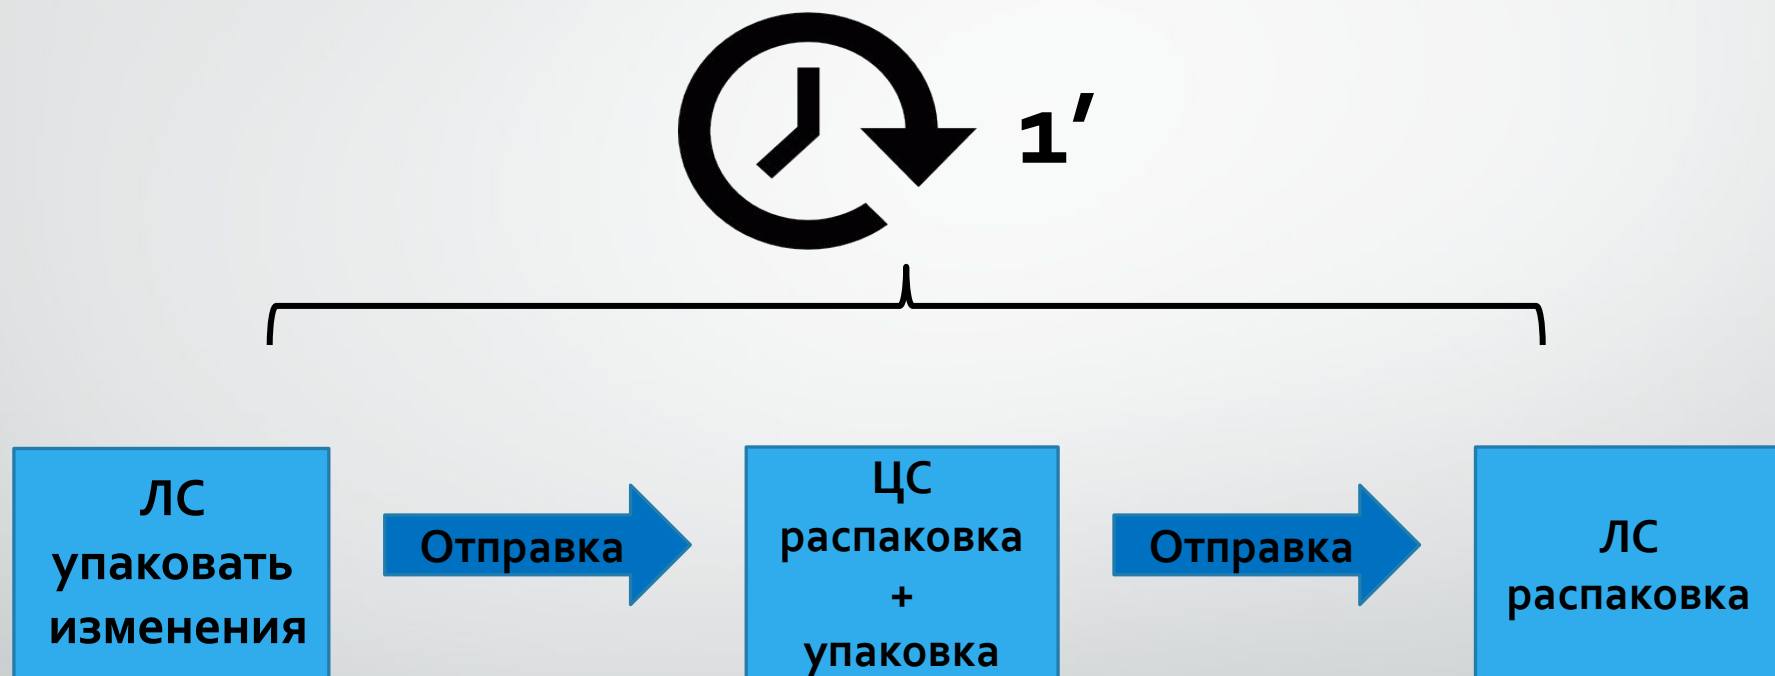 1′
ЛС
упаковать
изменения
Отправка
ЦС
распаковка
+
упаковка
Отправка
ЛС
распаковка